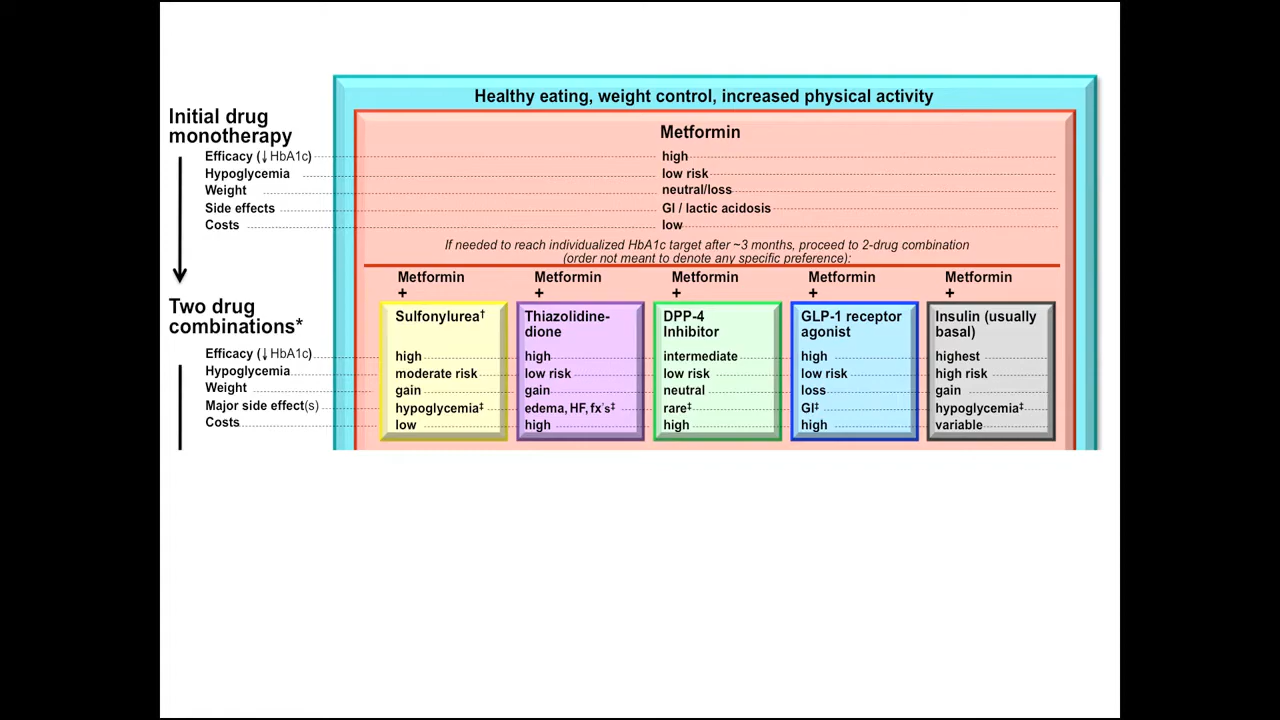 Healthy eating, weight control, increased physical activity
Initial drug
monotherapy
Metformin
Efficacy (↓HbA1c) high
Hypoglycemia low risk
Weight neutral/loss
Side effects GI / lactic acidosis
Costs low
If needed to reach individualized HbA1c target after ~3 months, proceed to 2-drug combination
(order not meant to denote any specific preference):
Metformin Metformin Metformin Metformin Metformin
+ + + + +
Two drug
combinations*
Sulfonylurea†
Thiazolidine-
dione
DPP-4
Inhibitor
GLP-1 receptor
agonist
Insulin (usually
basal)
Efficacy (↓HbA1c) high high intermediate high highest
Hypoglycemia moderate risk low risk low risk low risk high risk
Weight gain gain neutral loss gain
Major side effect(s) hypoglycemia‡ edema, HF, fx's‡ rare‡ GI‡ hypoglycemia‡
Costs low high high high variable